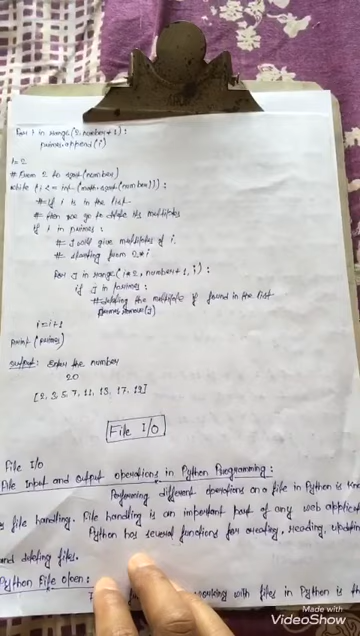 for i in range(2, number+1):
primes.append(i)
i=2
# From 2 to sqrt(number)
while (i <= int (math.sqrt(number))):
# if i is in the list
# then we go to delete its multiples
if i in primes:
# J will give multiples of i.
# starting from 2*i
for J in range(i*2, number+1, i):
if J in primes:
# deleting the multiple if found in the list
primes.remove(J)
i=i+1
print (primes)
output: Enter the number
20
[2, 3, 5, 7, 11, 13, 17, 19]
File I/O
File I/O
File Input and output operations in Python Programming:
Performing different operations on a file in Python is
file handling. File handling is an important part of any web
Python has several functions for creating, reading,
and deleting files.
Python File open:
working with files in Python is
Made with
VideoShow